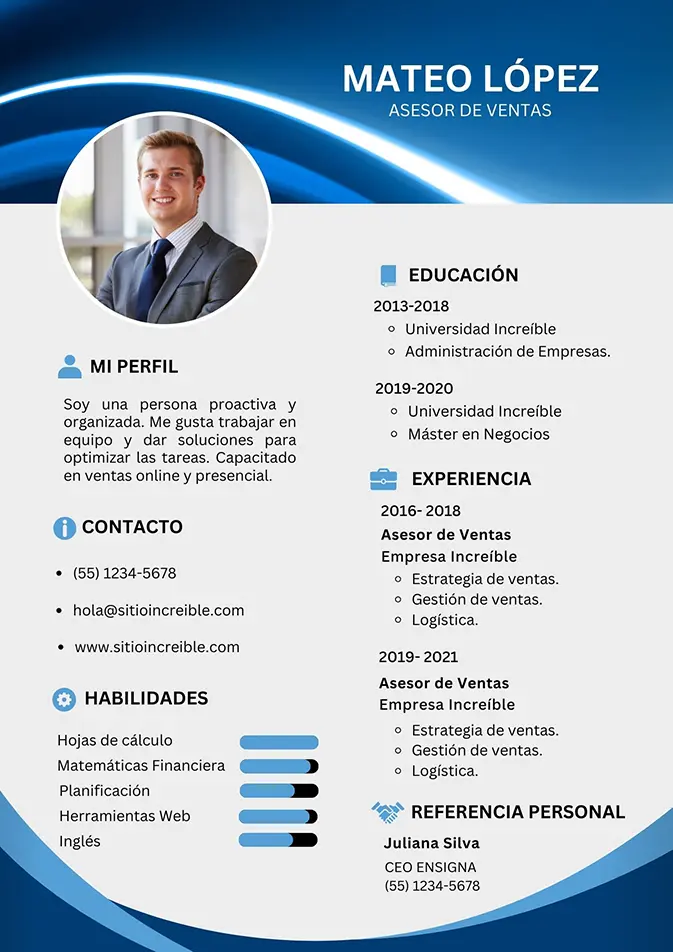 MATEO LÓPEZ
ASESOR DE VENTAS
MI PERFIL
Soy una persona proactiva y
organizada. Me gusta trabajar en
equipo y dar soluciones para
optimizar las tareas. Capacitado
en ventas online y presencial.
CONTACTO
• (55) 1234-5678
• hola@sitioincreible.com
• www.sitioincreible.com
HABILIDADES
Hojas de cálculo
Matemáticas Financiera
Planificación
Herramientas Web
Inglés
EDUCACIÓN
2013-2018
Universidad Increíble
Administración de Empresas.
2019-2020
Universidad Increíble
Máster en Negocios
EXPERIENCIA
2016- 2018
Asesor de Ventas
Empresa Increíble
Estrategia de ventas.
Gestión de ventas.
Logística.
2019- 2021
Asesor de Ventas
Empresa Increíble
Estrategia de ventas.
Gestión de ventas.
Logística.
REFERENCIA PERSONAL
Juliana Silva
CEO ENSIGNA
(55) 1234-5678